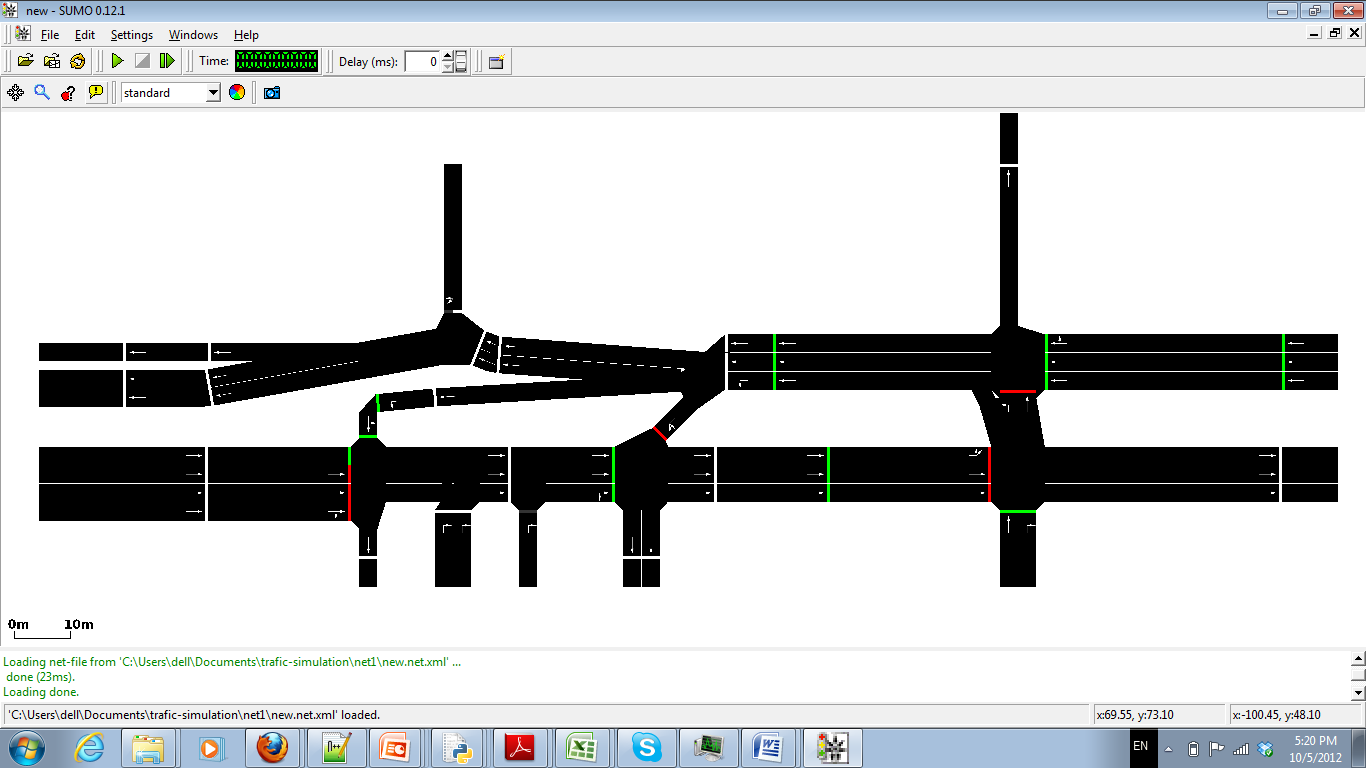 new - SUMO 0.12.1
File Edit Settings Windows Help
Time: Delay (ms): 0
standard
0m 10m
Loading net-file from 'C:\Users\dell\Documents\trafic-simulation\net1\new.net.xml' ...
done (23ms).
Loading done.
'C:\Users\dell\Documents\trafic-simulation\net1\new.net.xml' loaded. x:69.55, y:73.10 x:-100.45, y:48.10
EN 5:20 PM
10/5/2012